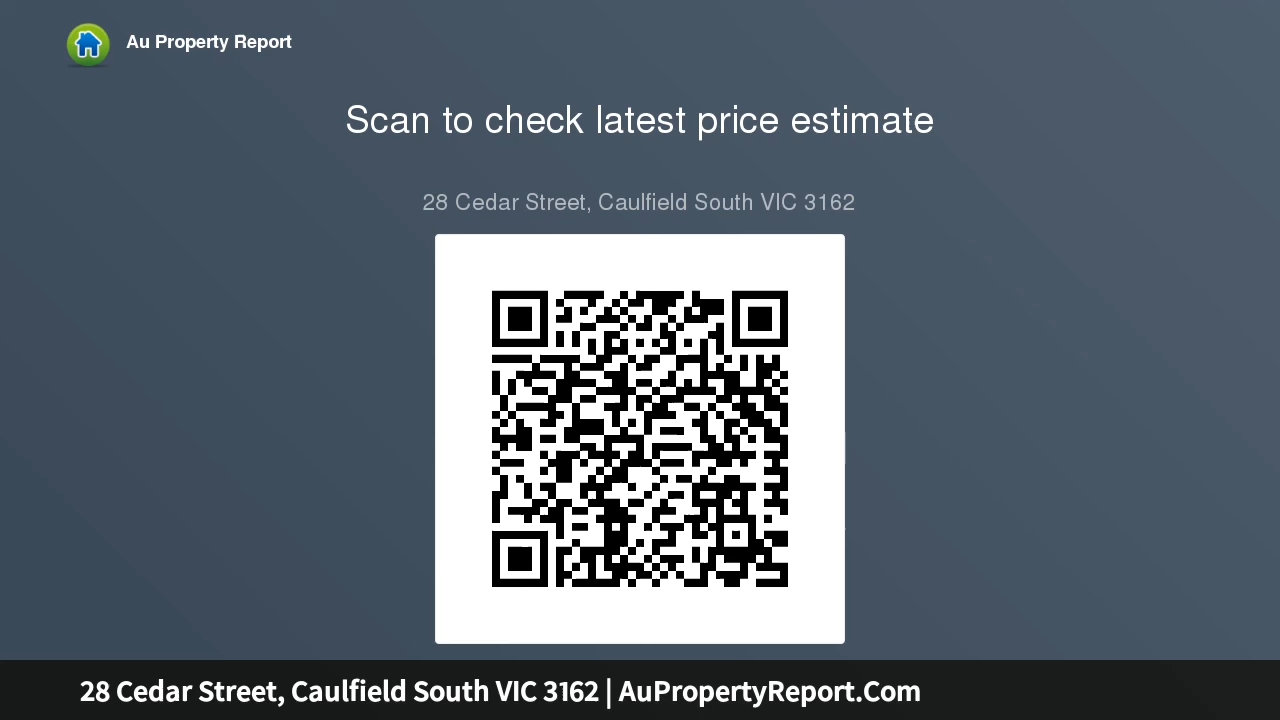 Au Property Report
Scan to check latest price estimate
28 Cedar Street, Caulfield South VIC 3162
28 Cedar Street, Caulfield South VIC 3162 | AuPropertyReport.Com